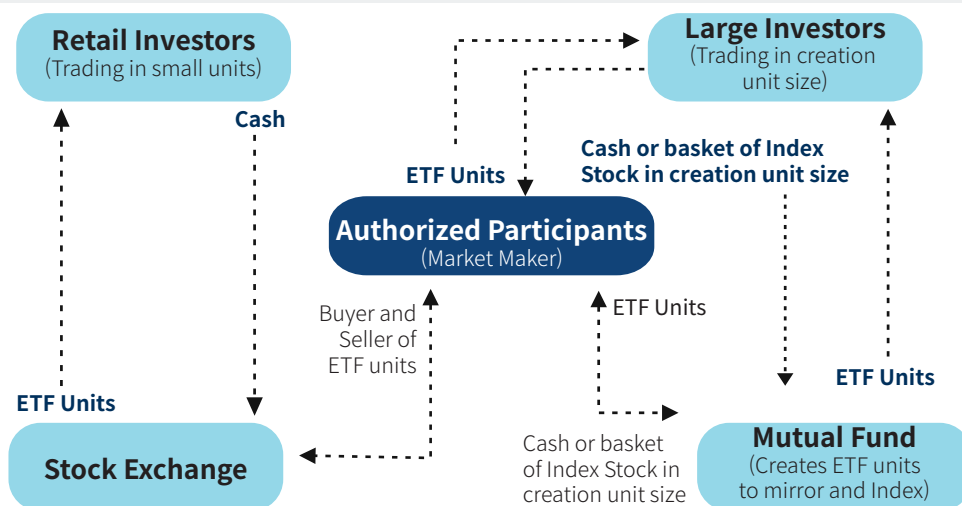 Retail Investors
(Trading in small units)
Large Investors
(Trading in creation
unit size)
Cash
ETF Units
Cash or basket of Index
Stock in creation unit size
Authorized Participants
(Market Maker)
Buyer and
Seller of
ETF units
ETF Units
ETF Units
ETF Units
Stock Exchange
Cash or basket
of Index Stock in
creation unit size
Mutual Fund
(Creates ETF units
to mirror and Index)